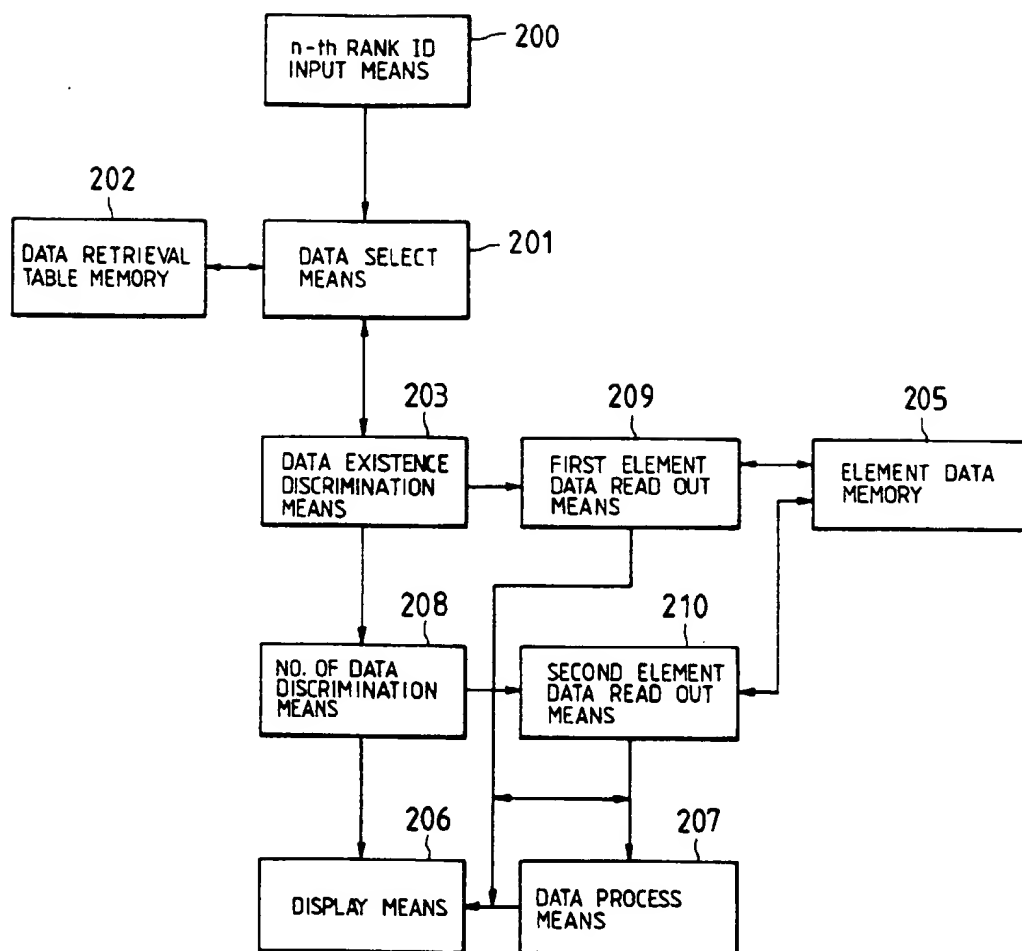 200
n-th RANK ID
INPUT MEANS
202
DATA RETRIEVAL
TABLE MEMORY
201
DATA SELECT
MEANS
203
DATA EXISTENCE
DISCRIMINATION
MEANS
209
FIRST ELEMENT
DATA READ OUT
MEANS
205
ELEMENT DATA
MEMORY
208
NO. OF DATA
DISCRIMINATION
MEANS
210
SECOND ELEMENT
DATA READ OUT
MEANS
206
DISPLAY MEANS
207
DATA PROCESS
MEANS